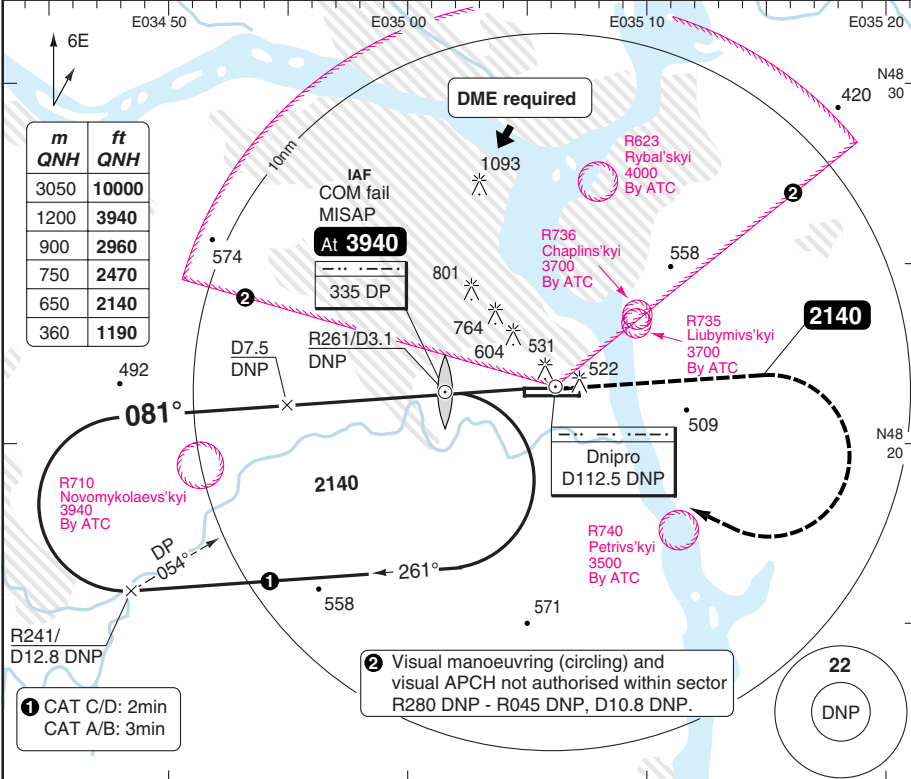 E034 50
E035 00
E035 10
E035 20
6E
N48
30
m
QNH
ft
QNH
3050 10000
1200 3940
900 2960
750 2470
650 2140
360 1190
10nm
DME required
1093
420
R623
Rybal'skyi
4000
By ATC
IAF
COM fail
MISAP
At 3940
335 DP
574
2
2
R736
Chaplins'kyi
3700
By ATC
558
801
764
604
531
522
R735
Liubymivs'kyi
3700
By ATC
2140
R261/D3.1
DNP
D7.5
DNP
492
081°
509
N48
20
Dnipro
D112.5 DNP
R710
Novomykolaevs'kyi
3940
By ATC
2140
DP
054°
261°
1
R740
Petrivs'kyi
3500
By ATC
558
571
R241/
D12.8 DNP
1 CAT C/D: 2min
CAT A/B: 3min
2 Visual manoeuvring (circling) and
visual APCH not authorised within sector
R280 DNP - R045 DNP, D10.8 DNP.
22
DNP